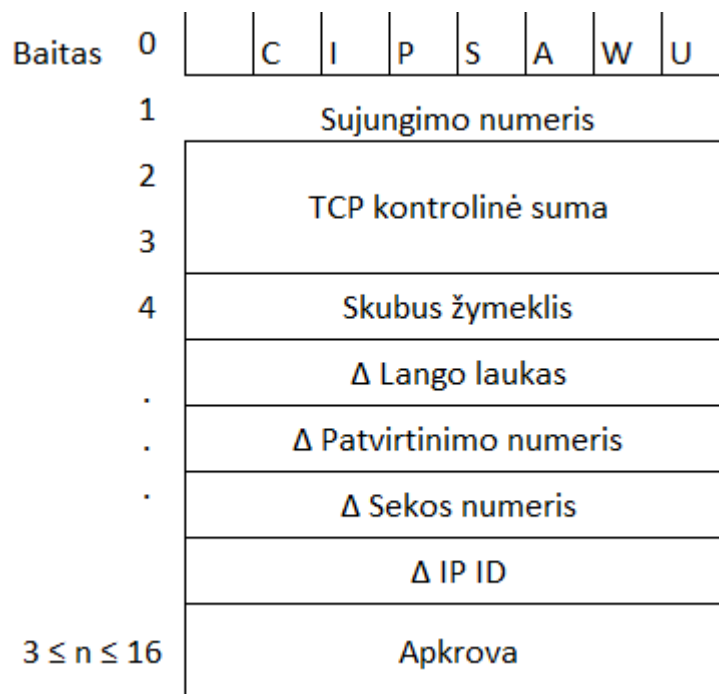 Baitas 0 C I P S A W U
1 Sujungimo numeris
2
TCP kontrolinė suma
3
4 Skubus žymeklis
Δ Lango laukas
.
. Δ Patvirtinimo numeris
. Δ Sekos numeris
Δ IP ID
3 ≤ n ≤ 16 Apkrova